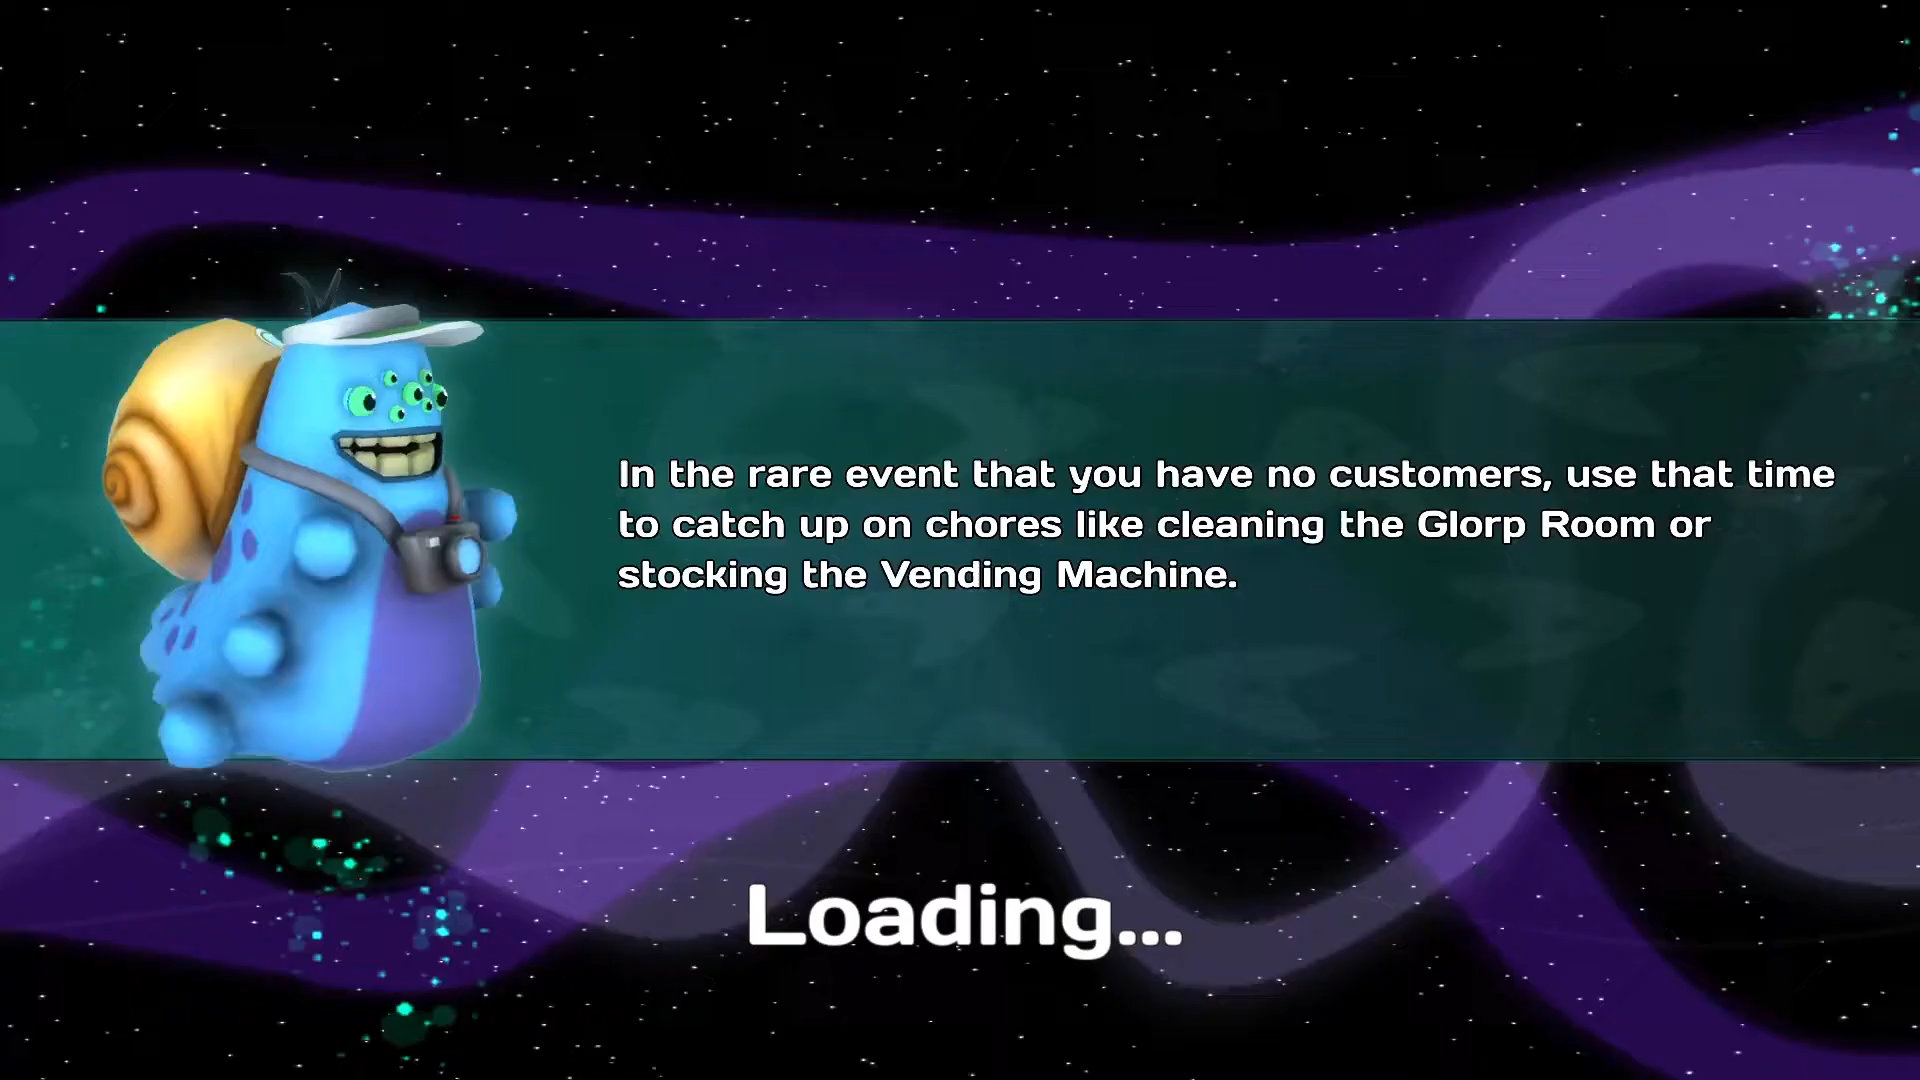 In the rare event that you have no customers, use that time
to catch up on chores like cleaning the Glorp Room or
stocking the Vending Machine.
Loading...